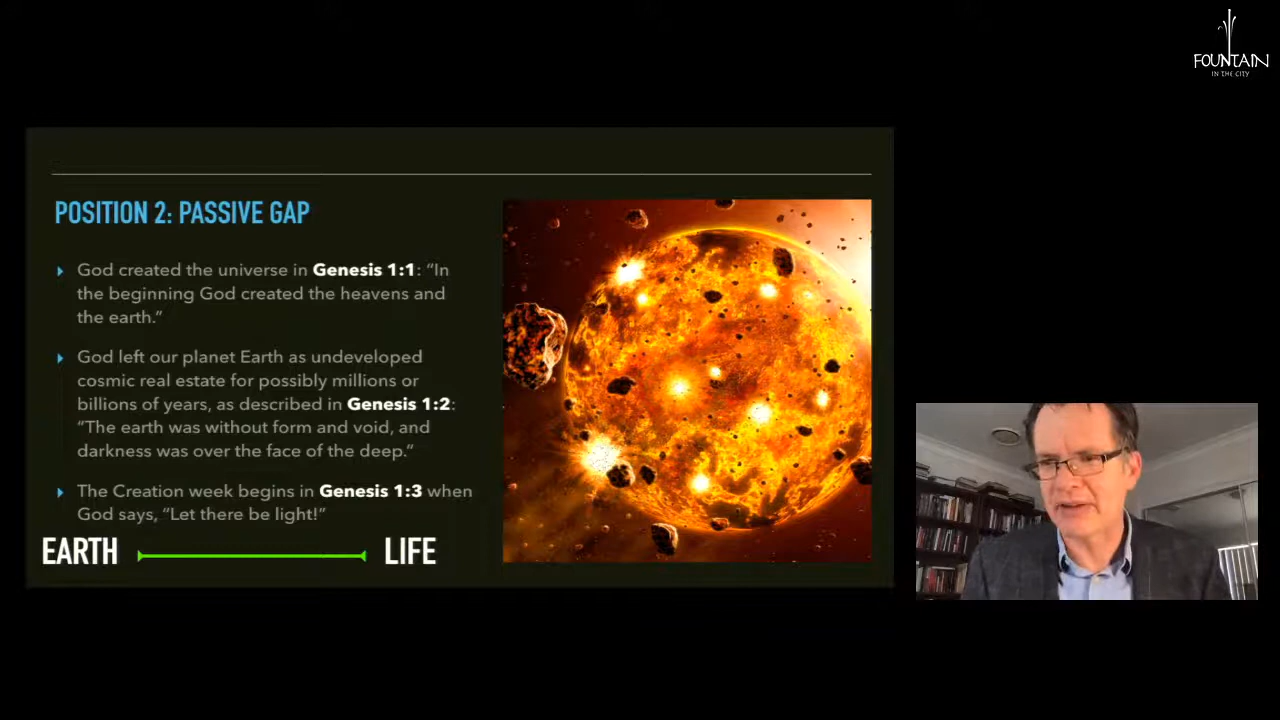 FOUNTAIN
IN THE CITY
POSITION 2: PASSIVE GAP
God created the universe in Genesis 1:1: “In
the beginning God created the heavens and
the earth.”
God left our planet Earth as undeveloped
cosmic real estate for possibly millions or
billions of years, as described in Genesis 1:2:
“The earth was without form and void, and
darkness was over the face of the deep.”
The Creation week begins in Genesis 1:3 when
God says, “Let there be light!”
EARTH LIFE